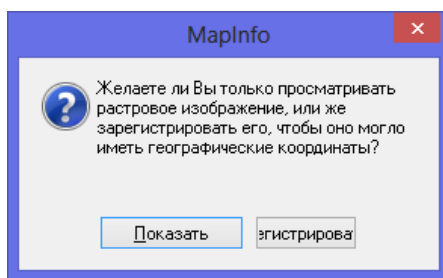 MapInfo
Желаете ли Вы только просматривать
растровое изображение, или же
зарегистрировать его, чтобы оно могло
иметь географические координаты?
Показать
эгистрироват